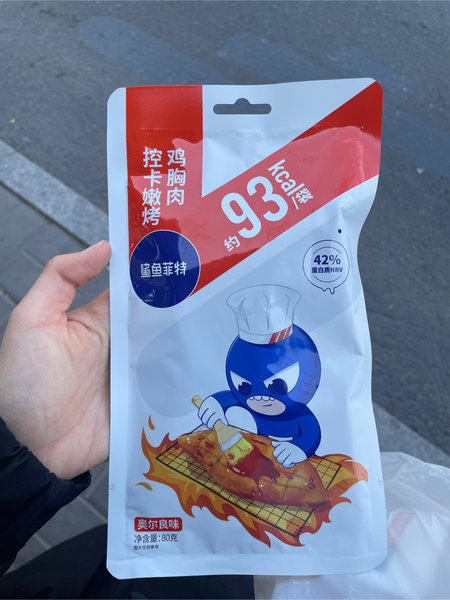 鸡胸肉
控卡嫩烤
约93kcal/袋
鲨鱼菲特
42%
蛋白质NRV
奥尔良味
净含量:80克
图片仅供参考